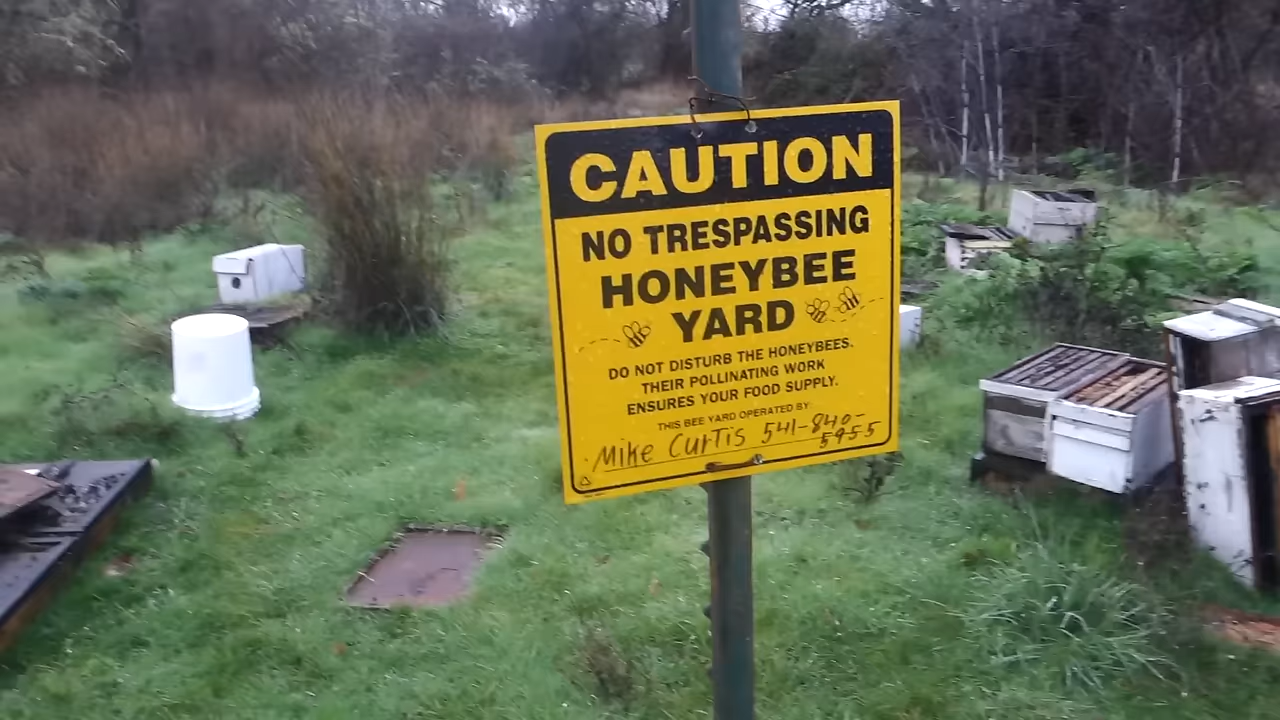 CAUTION
NO TRESPASSING
HONEYBEE
YARD
DO NOT DISTURB THE HONEYBEES.
THEIR POLLINATING WORK
ENSURES YOUR FOOD SUPPLY.
THIS BEE YARD OPERATED BY:
Mike Curtis 541-840-
5955